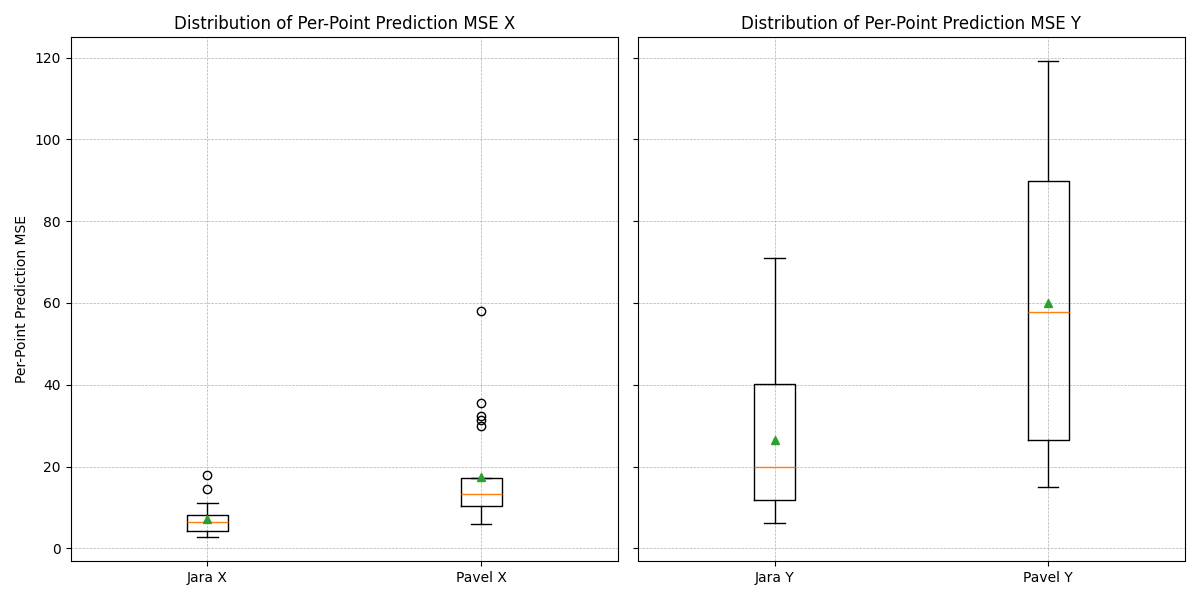 Distribution of Per-Point Prediction MSE X
Distribution of Per-Point Prediction MSE Y
Per-Point Prediction MSE
120
100
80
60
40
20
0
Jara X
Pavel X
Jara Y
Pavel Y